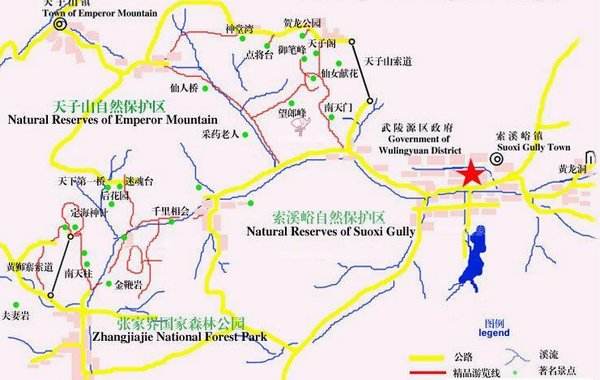 天子山镇
Town of Emperor Mountain
神堂湾
贺龙公园
点将台
御笔峰
天子阁
天子山索道
仙女献花
仙人桥
天子山自然保护区
Natural Reserves of Emperor Mountain
望郎峰
南天门
采药老人
武陵源区政府
Government of
Wulingyuan District
索溪峪镇
Suoxi Gully Town
黄龙洞
天下第一桥
迷魂台
后花园
定海神针
千里相会
索溪峪自然保护区
Natural Reserves of Suoxi Gully
黄狮寨索道
南天柱
金鞭岩
夫妻岩
张家界国家森林公园
Zhangjiajie National Forest Park
图例
legend
公路
溪流
精品游览线
著名景点